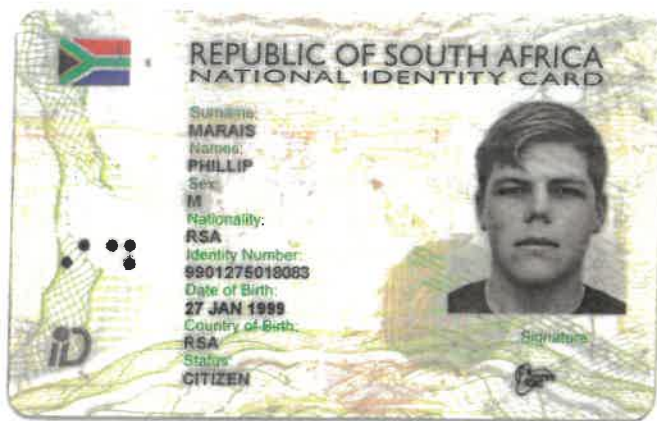 REPUBLIC OF SOUTH AFRICA
NATIONAL IDENTITY CARD
Surname:
MARAIS
Names:
PHILLIP
Sex:
M
Nationality:
RSA
Identity Number:
9901275018083
Date of Birth:
27 JAN 1999
Country of Birth:
RSA
Status:
CITIZEN
Signature
iD